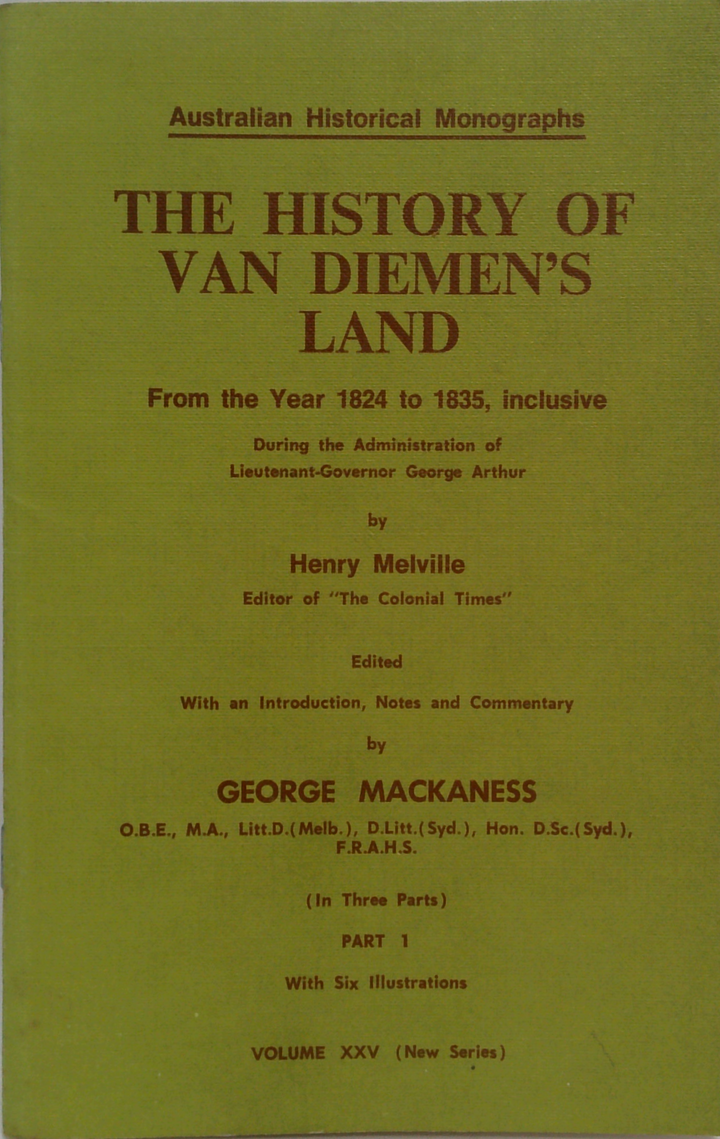 Australian Historical Monographs
THE HISTORY OF
VAN DIEMEN'S
LAND
From the Year 1824 to 1835, inclusive
During the Administration of
Lieutenant-Governor George Arthur
by
Henry Melville
Editor of "The Colonial Times"
Edited
With an Introduction, Notes and Commentary
by
GEORGE MACKANESS
O.B.E., M.A., Litt.D.(Melb.), D.Litt.(Syd.), Hon. D.Sc.(Syd.),
F.R.A.H.S.
(In Three Parts)
PART 1
With Six Illustrations
VOLUME XXV (New Series)